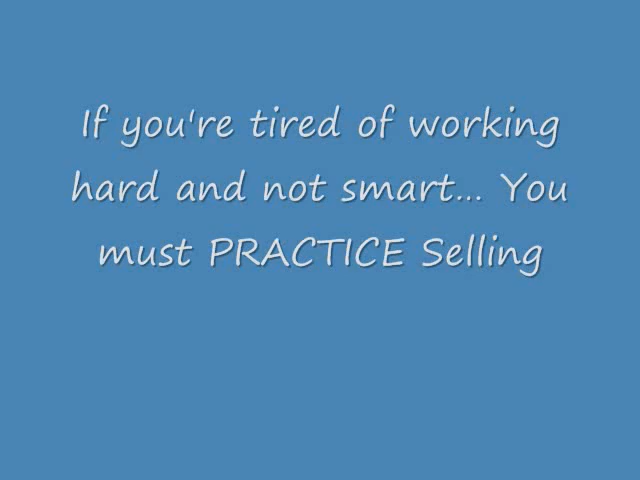 If you're tired of working
hard and not smart... You
must PRACTICE Selling